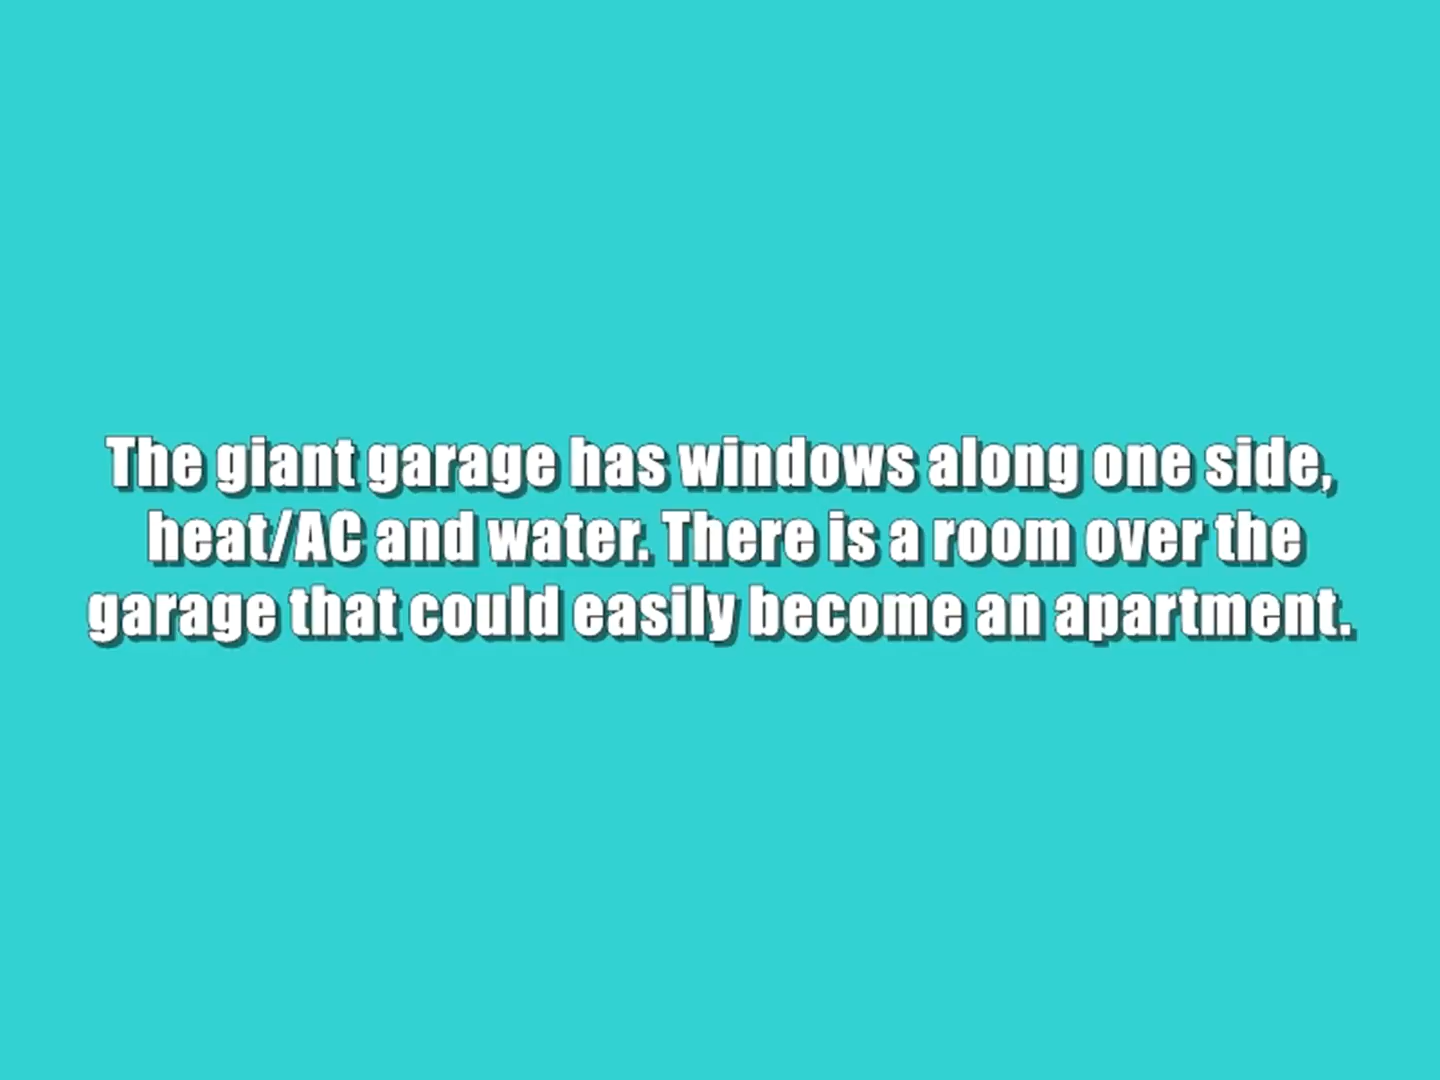 The giant garage has windows along one side,
heat/AC and water. There is a room over the
garage that could easily become an apartment.